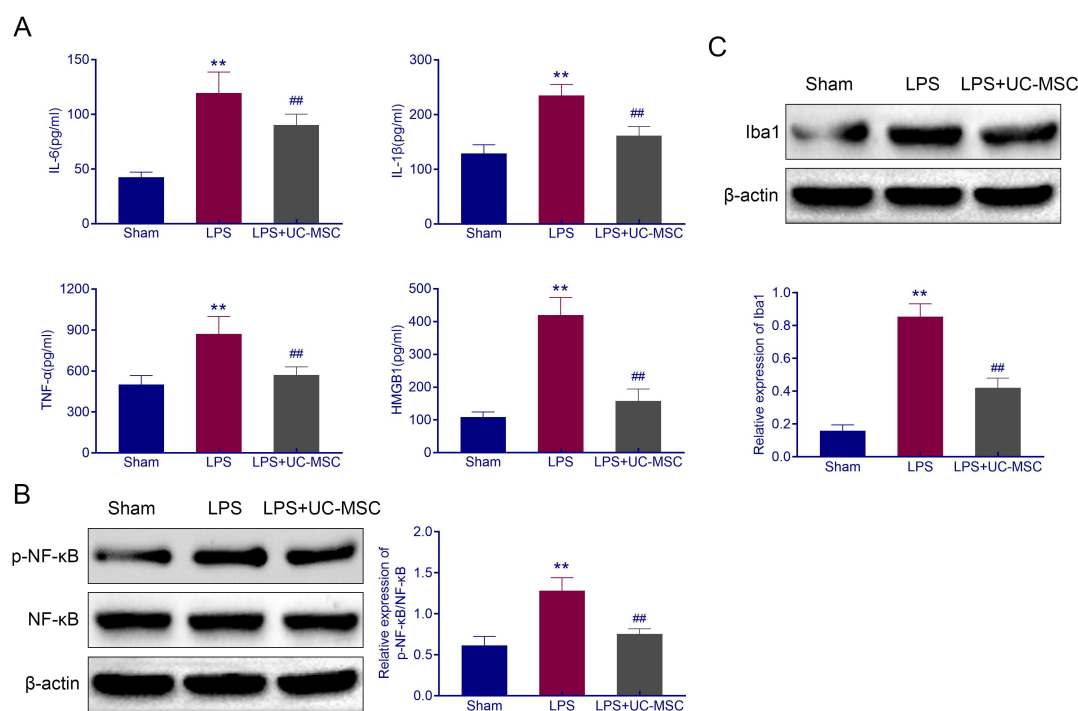 A
IL-6(pg/ml)
150
100
50
0
**
##
Sham LPS LPS+UC-MSC
IL-1β(pg/ml)
300
200
100
0
**
##
Sham LPS LPS+UC-MSC
TNF-α(pg/ml)
1200
900
600
300
0
**
##
Sham LPS LPS+UC-MSC
HMGB1(pg/ml)
500
400
300
200
100
0
**
##
Sham LPS LPS+UC-MSC
B
Sham LPS LPS+UC-MSC
p-NF-κB
NF-κB
β-actin
Relative expression of
p-NF-κB/NF-κB
2.0
1.5
1.0
0.5
0.0
**
##
Sham LPS LPS+UC-MSC
C
Sham LPS LPS+UC-MSC
Iba1
β-actin
Relative expression of Iba1
1.0
0.8
0.6
0.4
0.2
0.0
**
##
Sham LPS LPS+UC-MSC